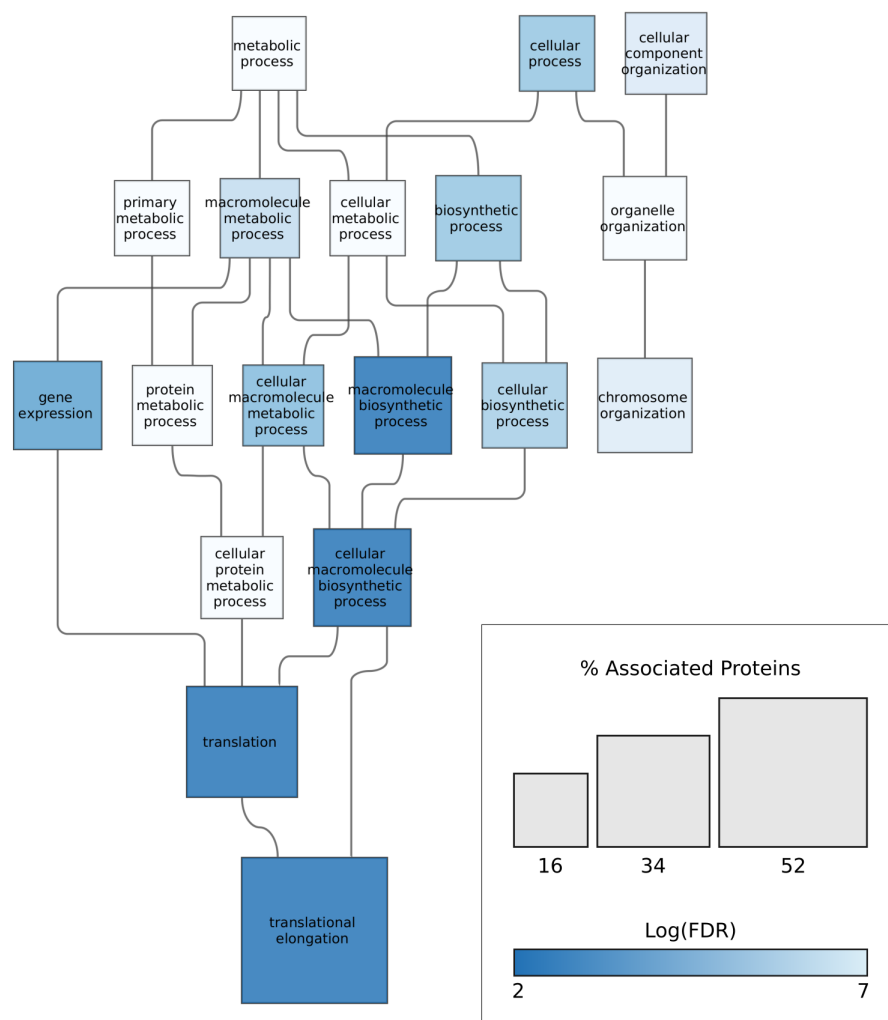 metabolic
process
cellular
process
cellular
component
organization
primary
metabolic
process
macromolecule
metabolic
process
cellular
metabolic
process
biosynthetic
process
organelle
organization
gene
expression
protein
metabolic
process
cellular
macromolecule
metabolic
process
macromolecule
biosynthetic
process
cellular
biosynthetic
process
chromosome
organization
cellular
protein
metabolic
process
cellular
macromolecule
biosynthetic
process
translation
translational
elongation
% Associated Proteins
16 34 52
Log(FDR)
2 7